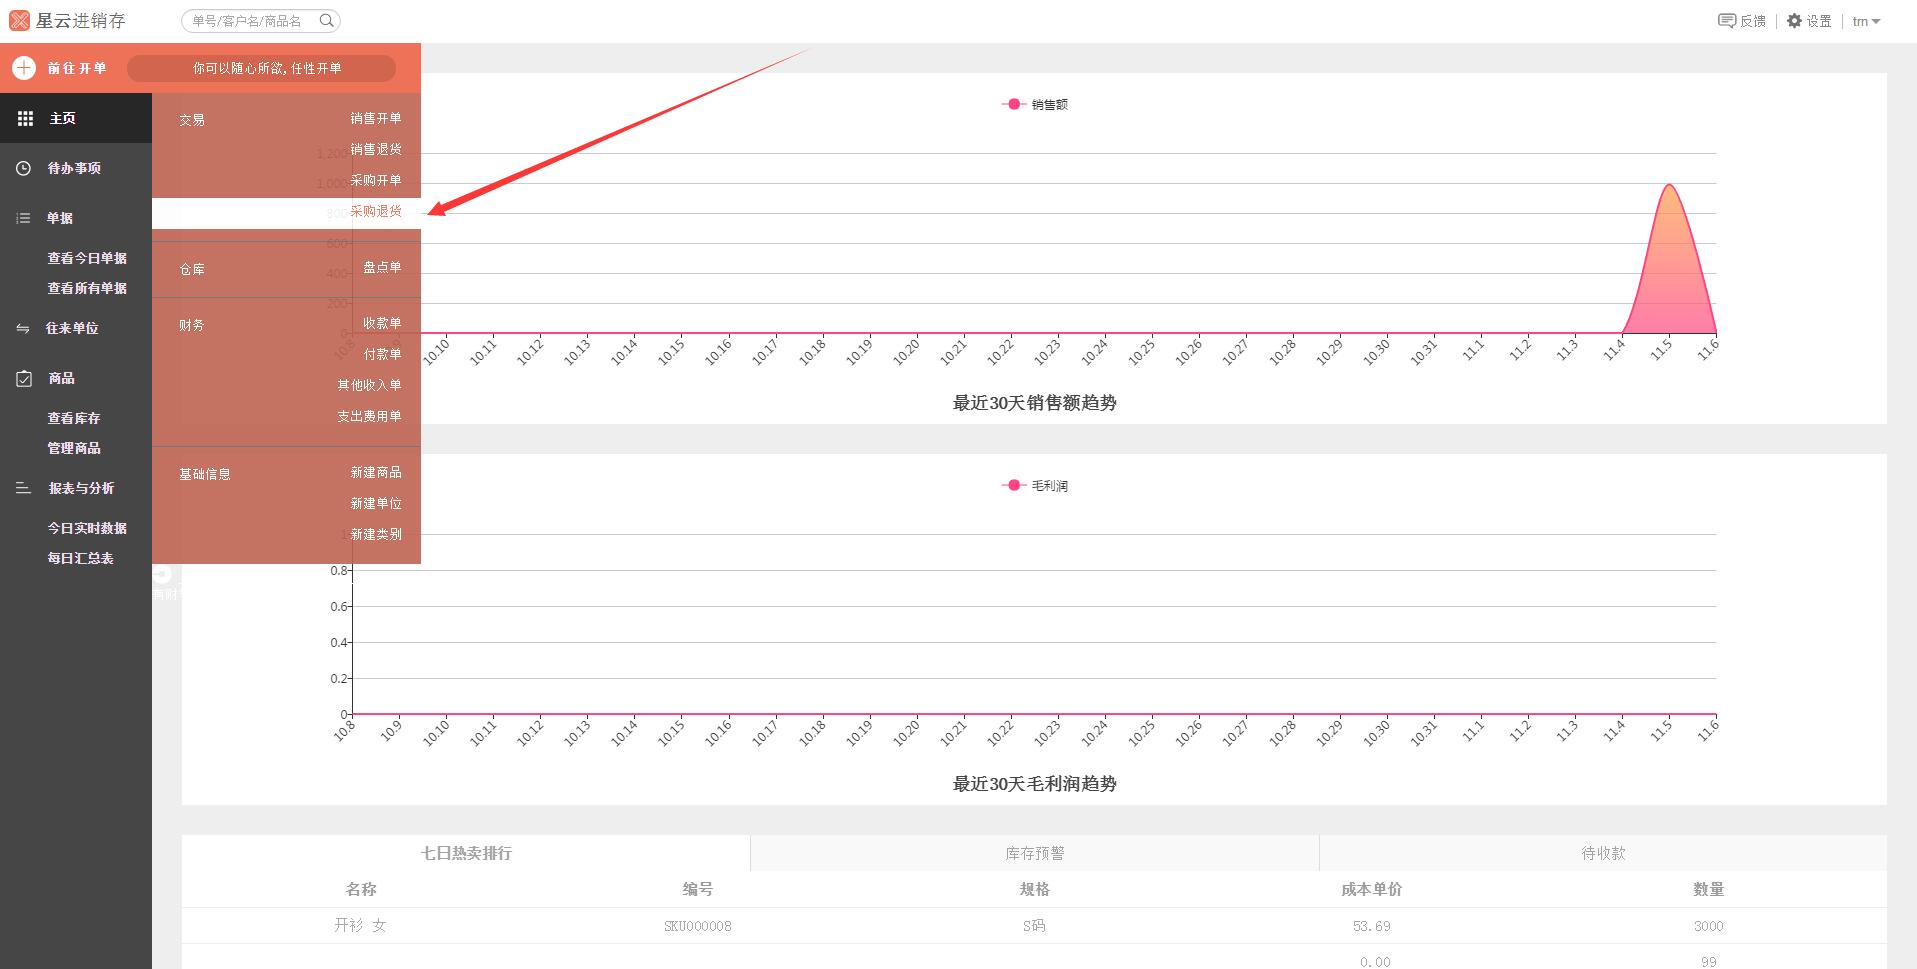 星云进销存
单号/客户名/商品名
反馈
设置
trn
前往开单
你可以随心所欲,任性开单
主页
待办事项
单据
查看今日单据
查看所有单据
往来单位
商品
查看库存
管理商品
报表与分析
今日实时数据
每日汇总表
交易
销售开单
销售退货
采购开单
采购退货
仓库
盘点单
财务
收款单
付款单
其他收入单
支出费用单
基础信息
新建商品
新建单位
新建类别
有财
销售额
1,200
1,000
800
600
400
200
0
10.8
10.10 10.11 10.12 10.13 10.14 10.15 10.16 10.17 10.18 10.19 10.20 10.21 10.22 10.23 10.24 10.25 10.26 10.27 10.28 10.29 10.30 10.31 11.1 11.2 11.3 11.4 11.5 11.6
最近30天销售额趋势
毛利润
1
0.8
0.6
0.4
0.2
0
10.8 10.9 10.10 10.11 10.12 10.13 10.14 10.15 10.16 10.17 10.18 10.19 10.20 10.21 10.22 10.23 10.24 10.25 10.26 10.27 10.28 10.29 10.30 10.31 11.1 11.2 11.3 11.4 11.5 11.6
最近30天毛利润趋势
七日热卖排行 库存预警 待收款
名称 编号 规格 成本单价 数量
开衫 女 SKU000008 S码 53.69 3000
0.00 99